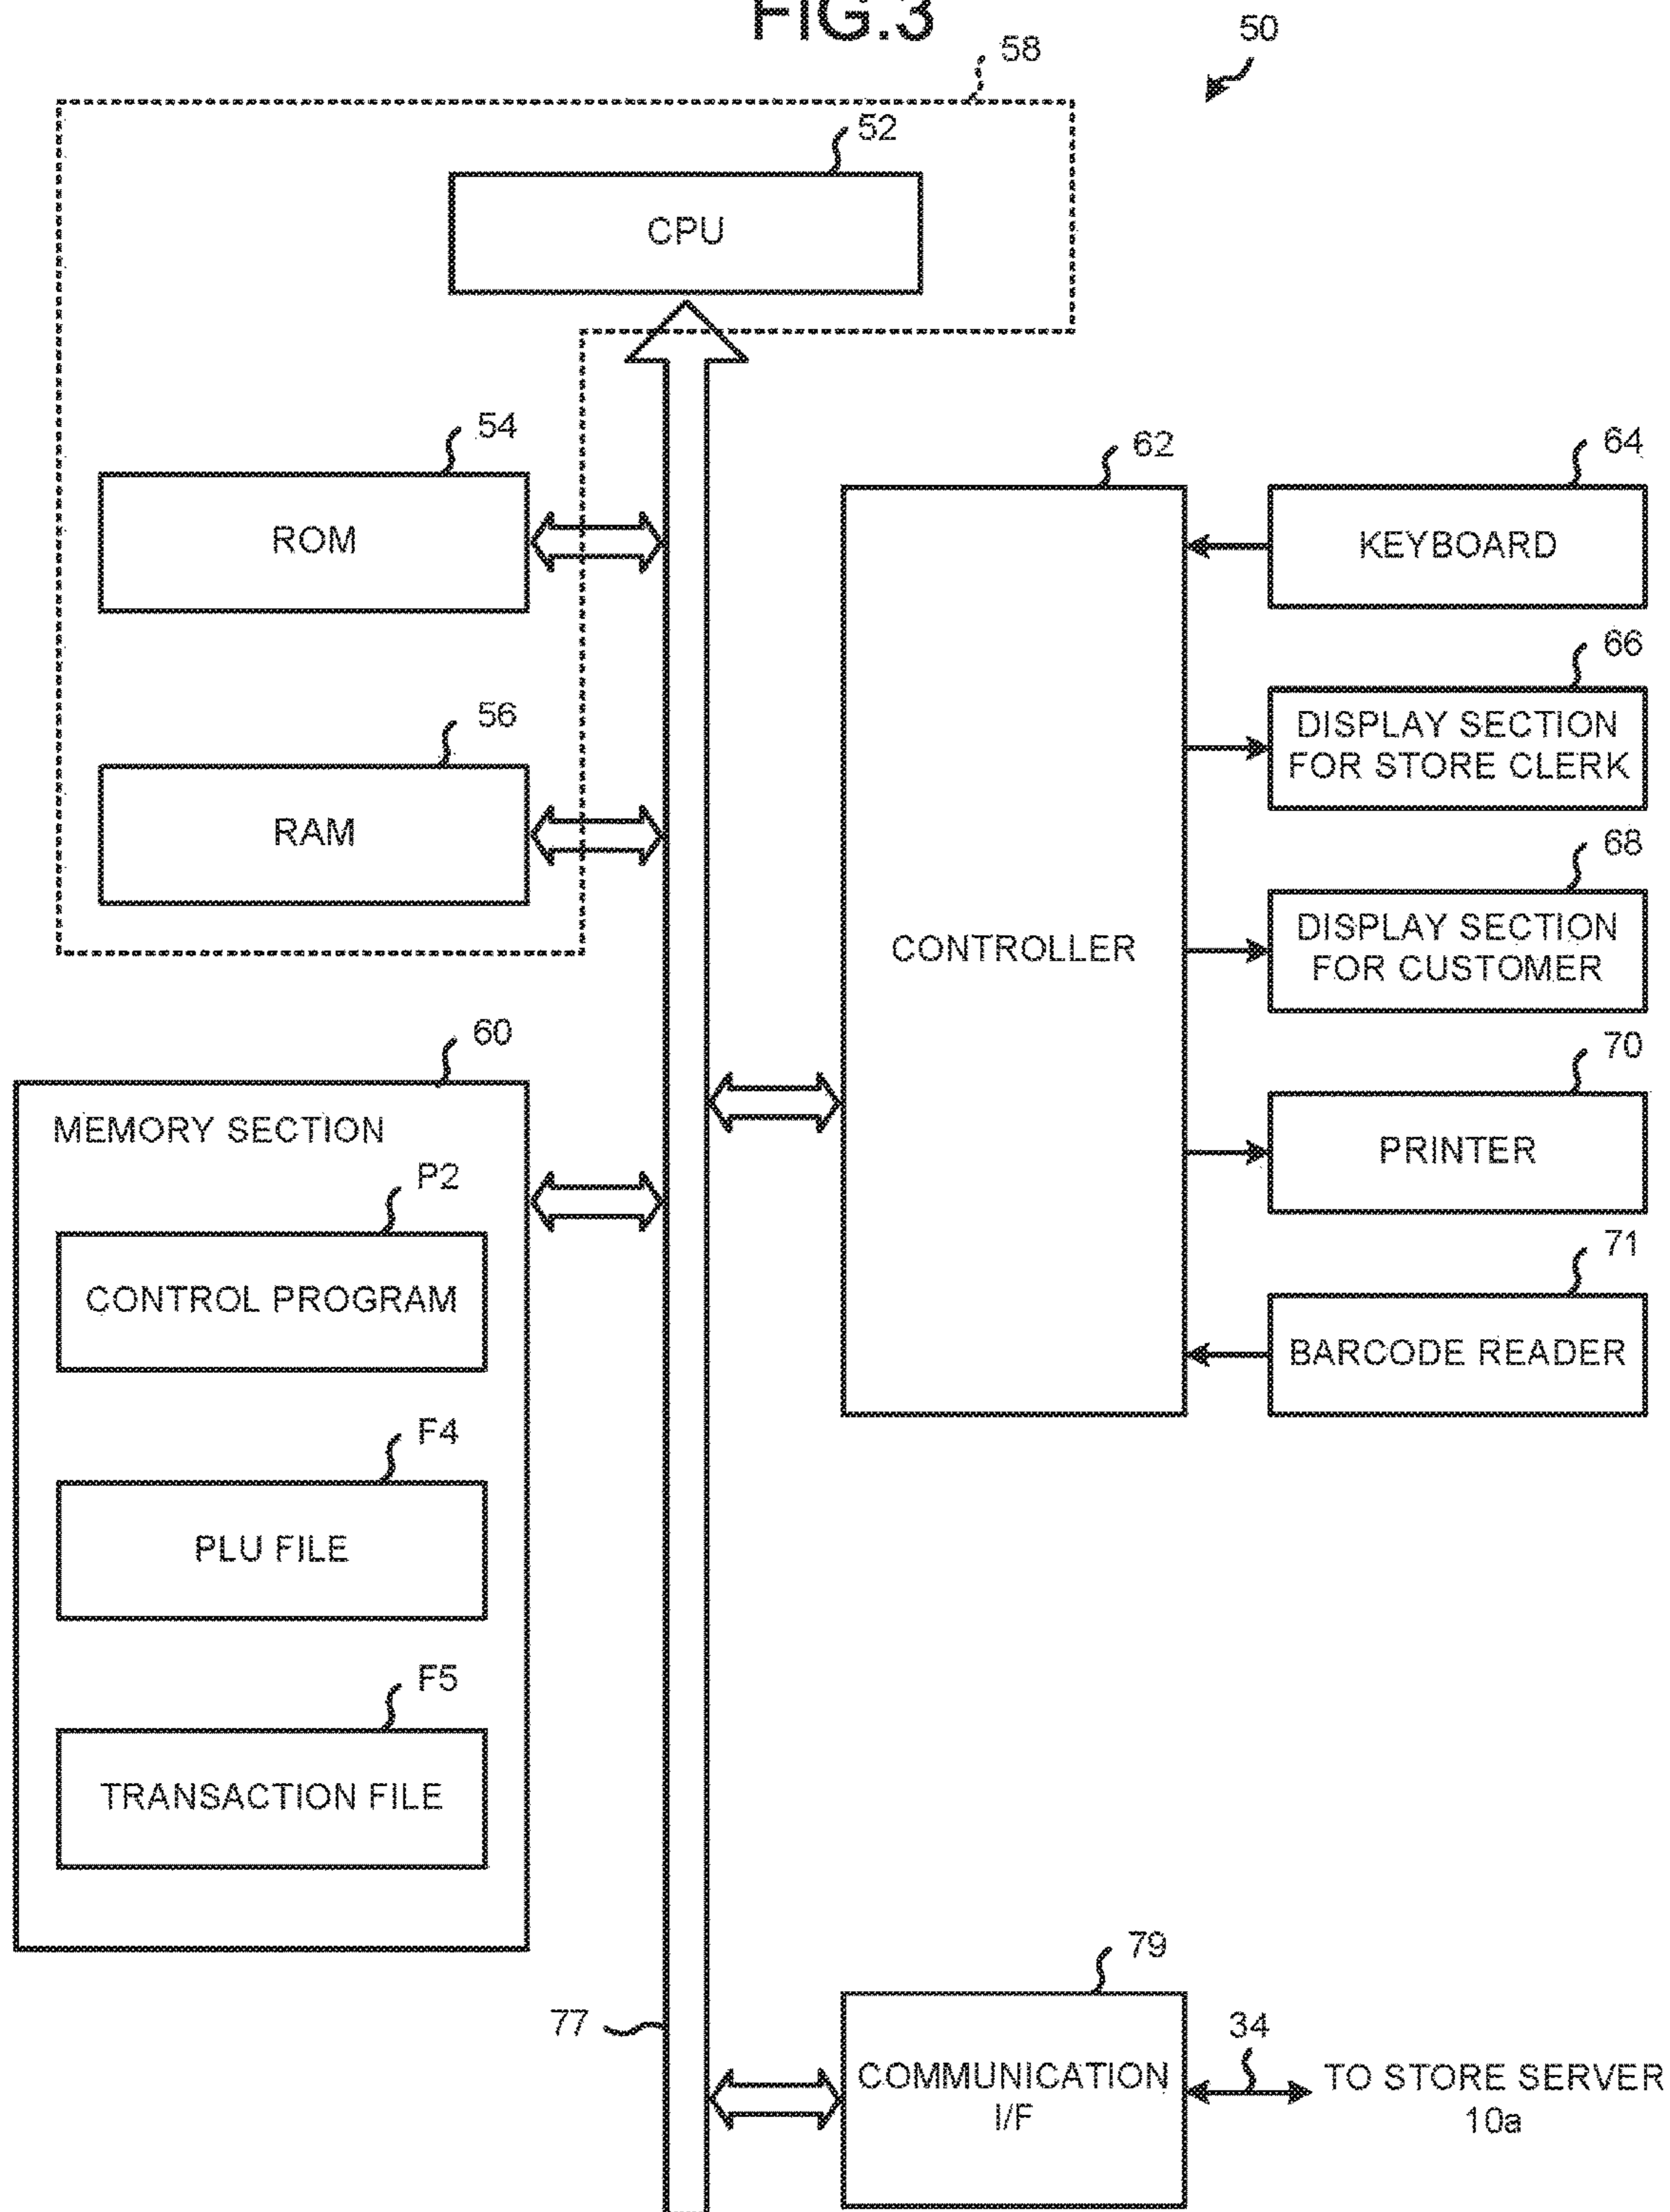 FIG.3
50
58
52
CPU
54
ROM
56
RAM
62
CONTROLLER
64
KEYBOARD
66
DISPLAY SECTION
FOR STORE CLERK
68
DISPLAY SECTION
FOR CUSTOMER
70
PRINTER
71
BARCODE READER
60
MEMORY SECTION
P2
CONTROL PROGRAM
F4
PLU FILE
F5
TRANSACTION FILE
77
79
COMMUNICATION
I/F
34
TO STORE SERVER
10a